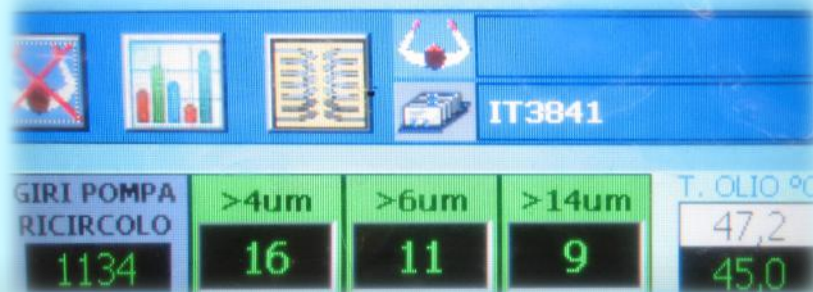 IT3841
GIRI POMPA
RICIRCOLO
1134
>4um
16
>6um
11
>14um
9
T. OLIO °C
47,2
45,0